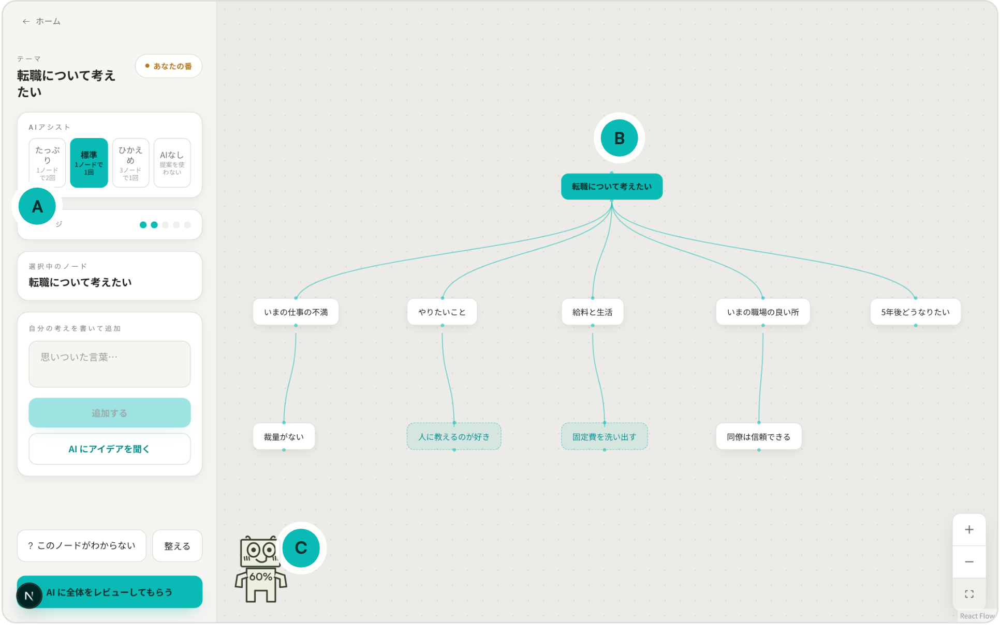 ← ホーム
テーマ
転職について考え
たい
あなたの番
AIアシスト
たっぷ
り
1ノード
で2回
標準
1ノードで
1回
ひかえ
め
3ノード
で1回
AIなし
提案を使
わない
A
ジ
選択中のノード
転職について考えたい
自分の考えを書いて追加
思いついた言葉…
追加する
AI にアイデアを聞く
? このノードがわからない
整える
N
AI に全体をレビューしてもらう
B
転職について考えたい
いまの仕事の不満
やりたいこと
給料と生活
いまの職場の良い所
5年後どうなりたい
裁量がない
人に教えるのが好き
固定費を洗い出す
同僚は信頼できる
C
60%
+
−
React Flow